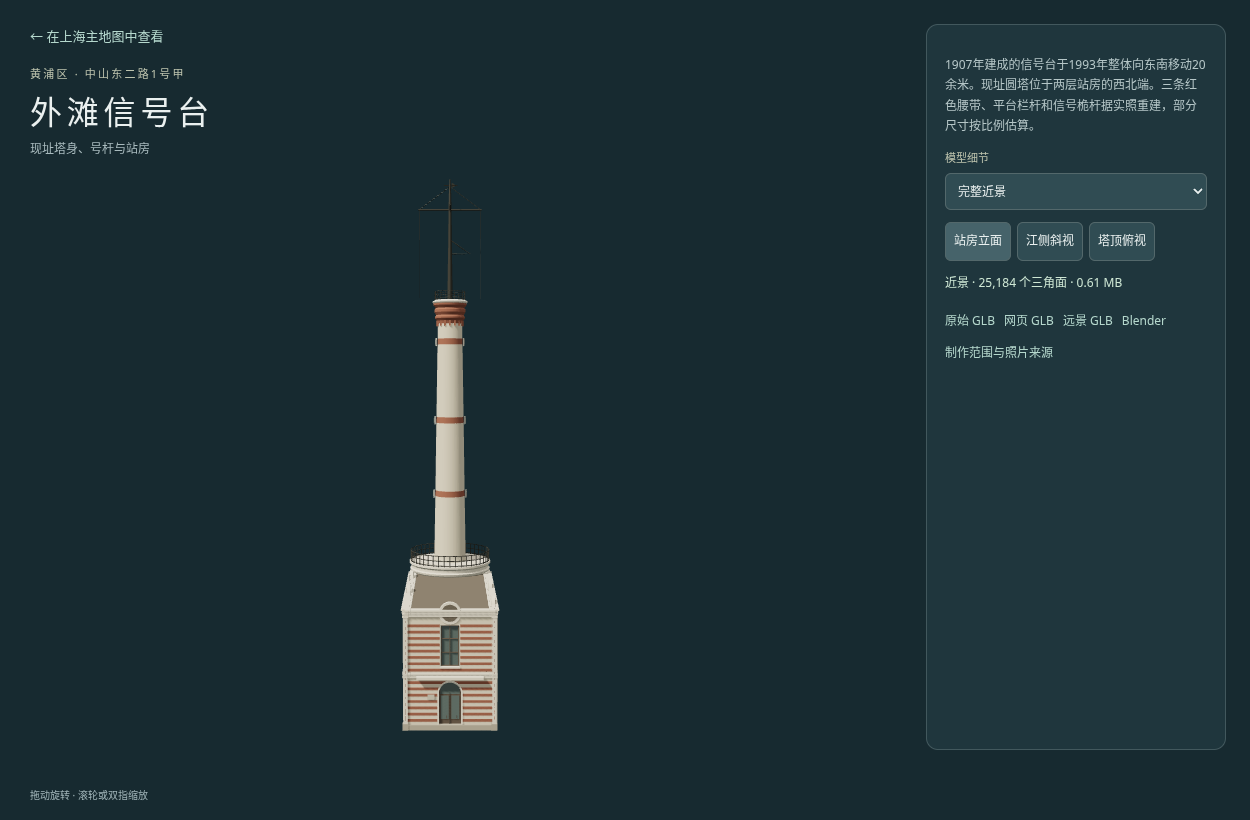 ← 在上海主地图中查看
黄浦区 · 中山东二路1号甲
外滩信号台
现址塔身、号杆与站房
1907年建成的信号台于1993年整体向东南移动20
余米。现址圆塔位于两层站房的西北端。三条红
色腰带、平台栏杆和信号桅杆据实照重建，部分
尺寸按比例估算。
模型细节
完整近景
站房立面 江侧斜视 塔顶俯视
近景 · 25,184 个三角面 · 0.61 MB
原始 GLB 网页 GLB 远景 GLB Blender
制作范围与照片来源
拖动旋转 · 滚轮或双指缩放